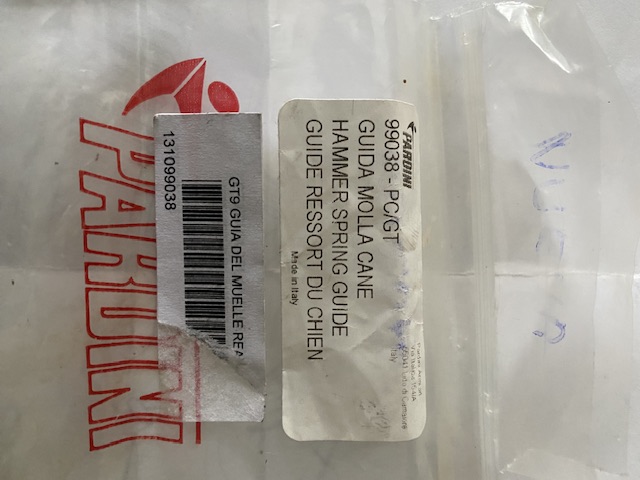 PARDINI
131099038
GT9 GUIA DEL MUELLE REA
PARDINI
99038 - PC/GT
GUIDA MOLLA CANE
HAMMER SPRING GUIDE
GUIDE RESSORT DU CHIEN
Made in Italy